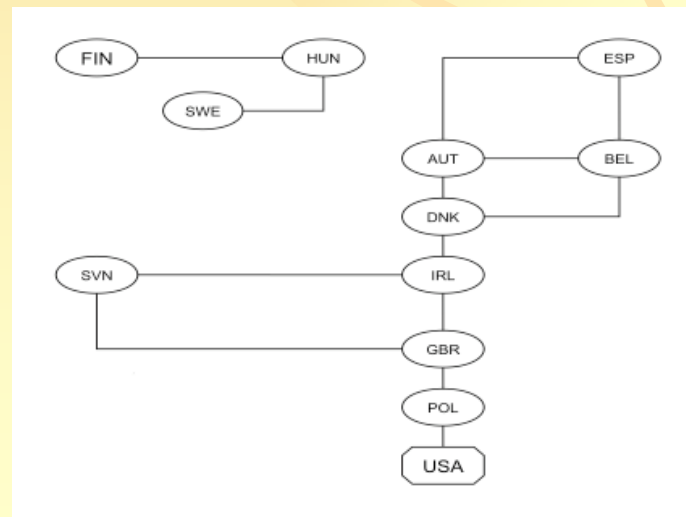 FIN HUN ESP
SWE
AUT BEL
DNK
SVN IRL
GBR
POL
USA